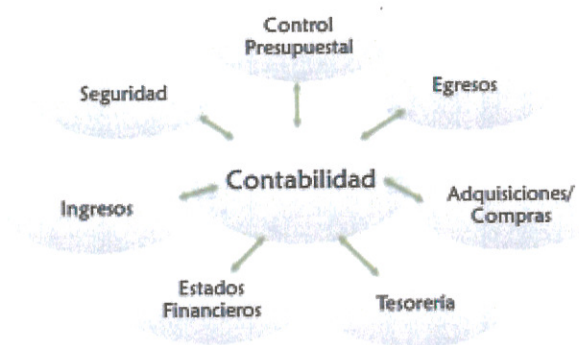 Control
Presupuestal
Seguridad
Egresos
Contabilidad
Ingresos
Adquisiciones/
Compras
Estados
Financieros
Tesorería